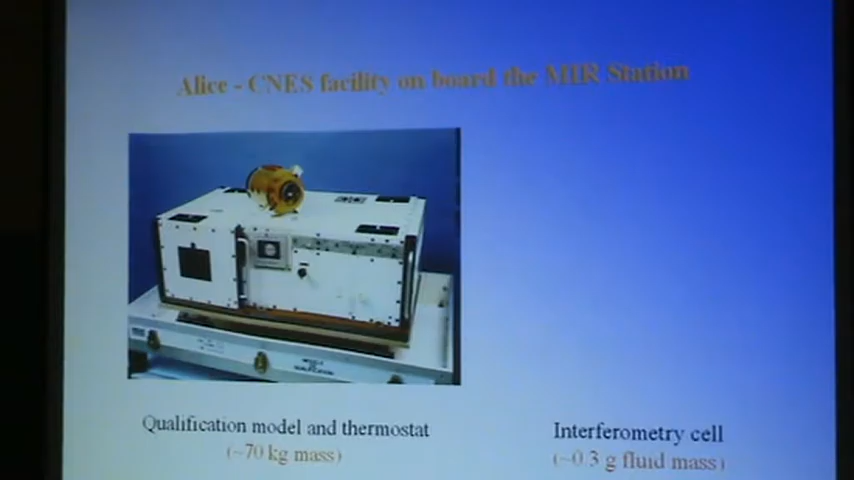 Alice - CNES facility on board the MIR Station
Qualification model and thermostat
(~70 kg mass)
Interferometry cell
(~0.3 g fluid mass)